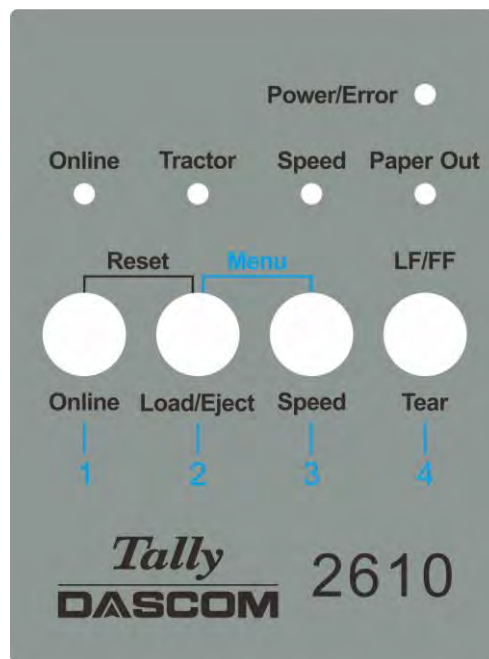 Power/Error
Online Tractor Speed Paper Out
Reset Menu LF/FF
Online Load/Eject Speed Tear
1 2 3 4
Tally
DASCOM 2610